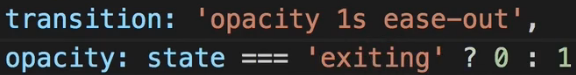 transition: 'opacity 1s ease-out',
opacity: state === 'exiting' ? 0 : 1